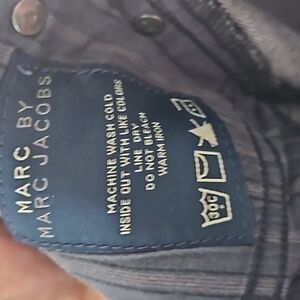 MARC BY
MARC JACOBS
MACHINE WASH COLD
INSIDE OUT WITH LIKE COLORS
LINE DRY
DO NOT BLEACH
WARM IRON
30C